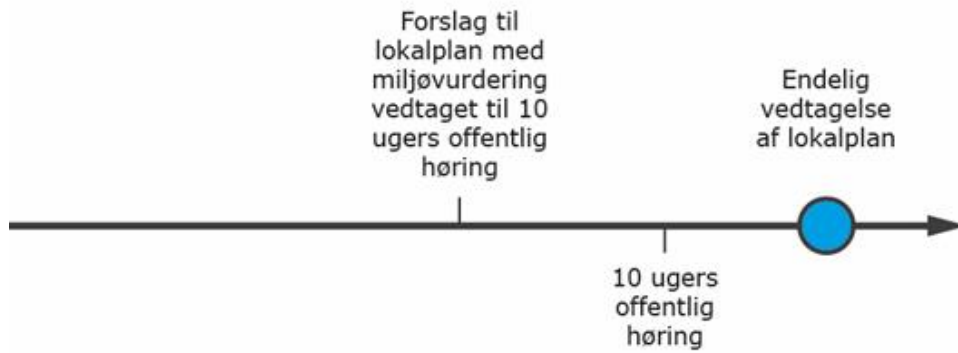 Forslag til
lokalplan med
miljøvurdering
vedtaget til 10
ugers offentlig
høring
Endelig
vedtagelse
af lokalplan
10 ugers
offentlig
høring